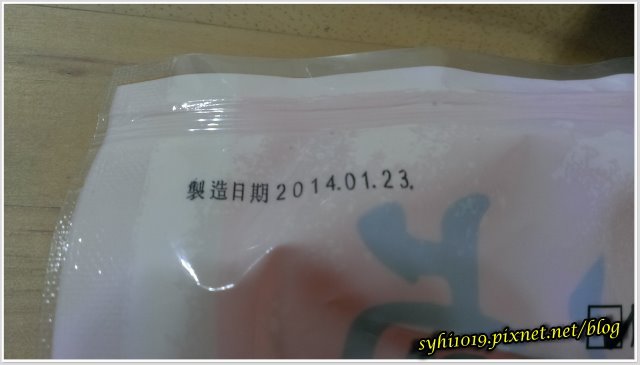 製造日期2014.01.23.
syhi1019.pixnet.net/blog